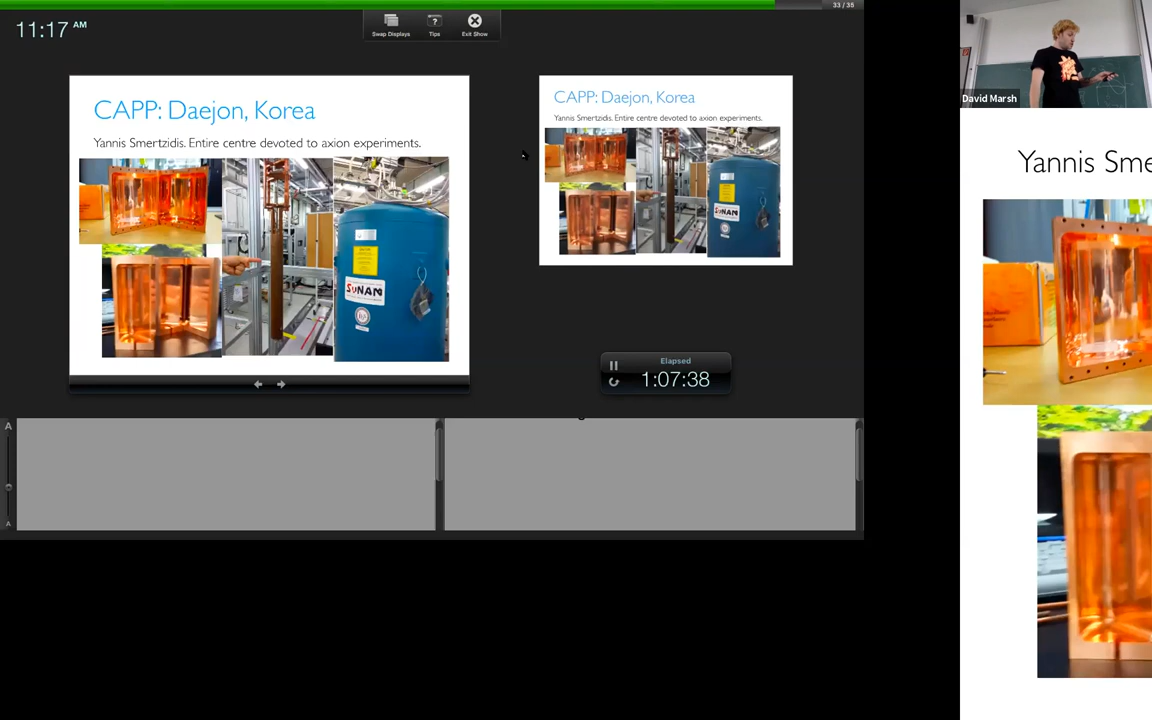 33 / 38
11:17 AM
Swap Displays
Tips
Exit Show
David Marsh
CAPP: Daejon, Korea
Yannis Smertzidis. Entire centre devoted to axion experiments.
SuNAM
CAPP: Daejon, Korea
Yannis Smertzidis. Entire centre devoted to axion experiments.
SuNAM
Yannis Sme
Elapsed
1:07:38
A
A